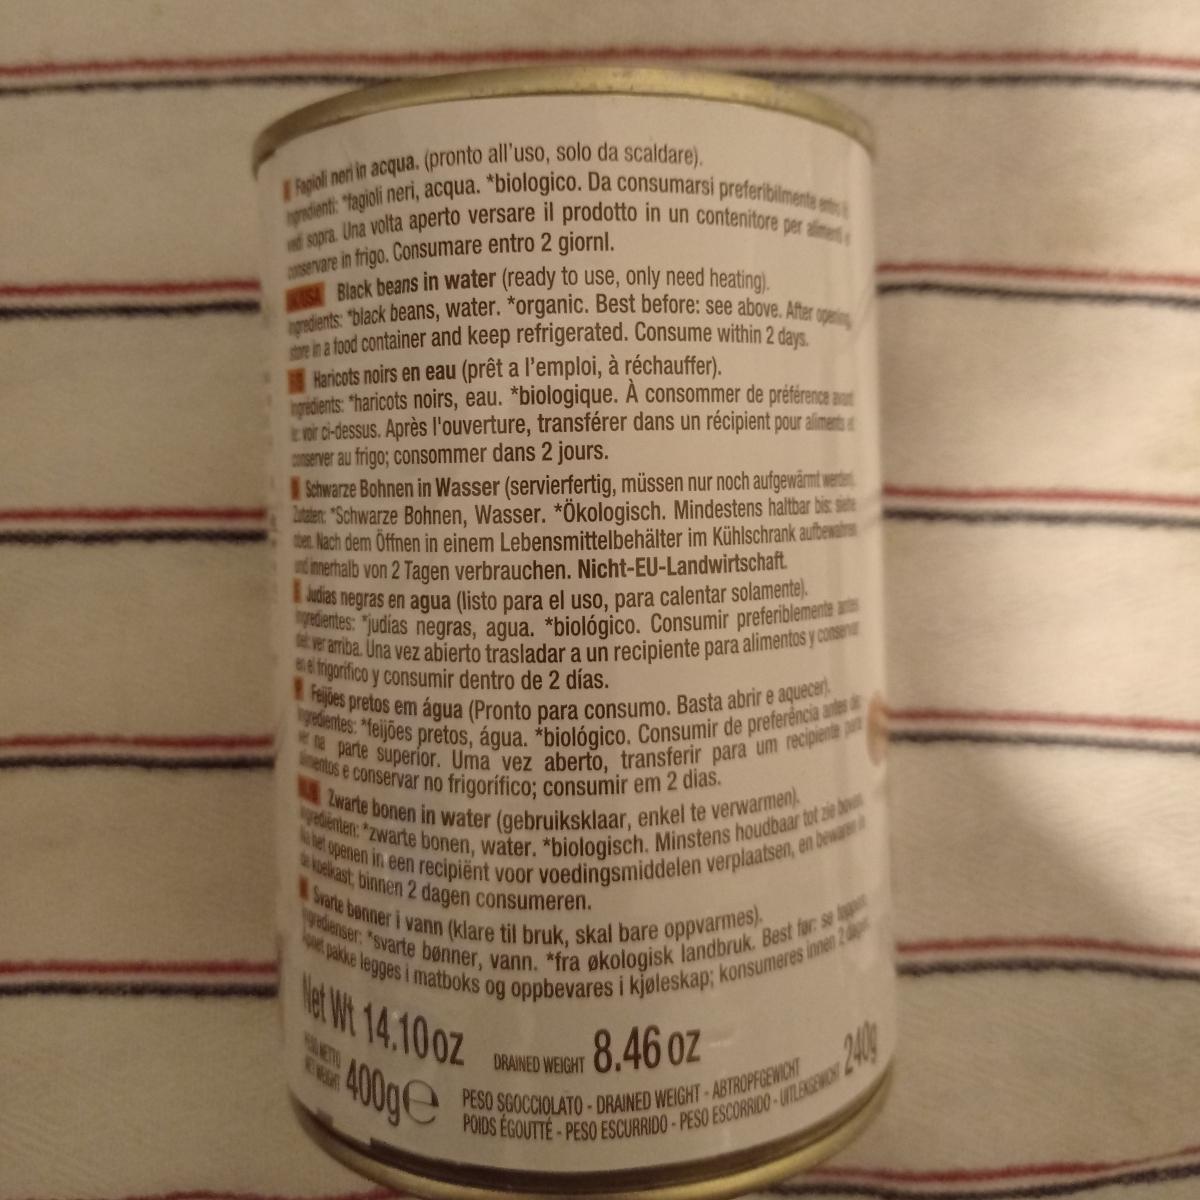 I Fagioli neri in acqua. (pronto all'uso, solo da scaldare).
Ingredienti: *fagioli neri, acqua. *biologico. Da consumarsi preferibilmente entro il
vedi sopra. Una volta aperto versare il prodotto in un contenitore per alimenti e
conservare in frigo. Consumare entro 2 giornI.
Black beans in water (ready to use, only need heating).
Ingredients: *black beans, water. *organic. Best before: see above. After opening,
store in a food container and keep refrigerated. Consume within 2 days.
Haricots noirs en eau (prêt a l'emploi, à réchauffer).
Ingrédients: *haricots noirs, eau. *biologique. À consommer de préférence avant
le: voir ci-dessus. Après l'ouverture, transférer dans un récipient pour aliments et
conserver au frigo; consommer dans 2 jours.
Schwarze Bohnen in Wasser (servierfertig, müssen nur noch aufgewärmt werden).
Zutaten: *Schwarze Bohnen, Wasser. *Ökologisch. Mindestens haltbar bis: siehe
oben. Nach dem Öffnen in einem Lebensmittelbehälter im Kühlschrank aufbewahren
und innerhalb von 2 Tagen verbrauchen. Nicht-EU-Landwirtschaft.
Judías negras en agua (listo para el uso, para calentar solamente).
Ingredientes: *judías negras, agua. *biológico. Consumir preferiblemente antes
del: ver arriba. Una vez abierto trasladar a un recipiente para alimentos y conservar
en el frigorífico y consumir dentro de 2 días.
Feijões pretos em água (Pronto para consumo. Basta abrir e aquecer).
Ingredientes: *feijões pretos, água. *biológico. Consumir de preferência antes de:
ver na parte superior. Uma vez aberto, transferir para um recipiente para
alimentos e conservar no frigorífico; consumir em 2 dias.
Zwarte bonen in water (gebruiksklaar, enkel te verwarmen).
Ingrediënten: *zwarte bonen, water. *biologisch. Minstens houdbaar tot zie boven.
Na het openen in een recipiënt voor voedingsmiddelen verplaatsen, en bewaren in
de koelkast; binnen 2 dagen consumeren.
Svarte bønner i vann (klare til bruk, skal bare oppvarmes).
Ingredienser: *svarte bønner, vann. *fra økologisk landbruk. Best før: se toppen.
Åpnet pakke legges i matboks og oppbevares i kjøleskap; konsumeres innen 2 dager.
Net Wt 14.10 oz DRAINED WEIGHT 8.46 oz
PESO NETTO
NET WEIGHT 400g℮
PESO SGOCCIOLATO - DRAINED WEIGHT - ABTROPFGEWICHT
POIDS ÉGOUTTÉ - PESO ESCURRIDO - PESO ESCORRIDO - UITLEKGEWICHT 240g